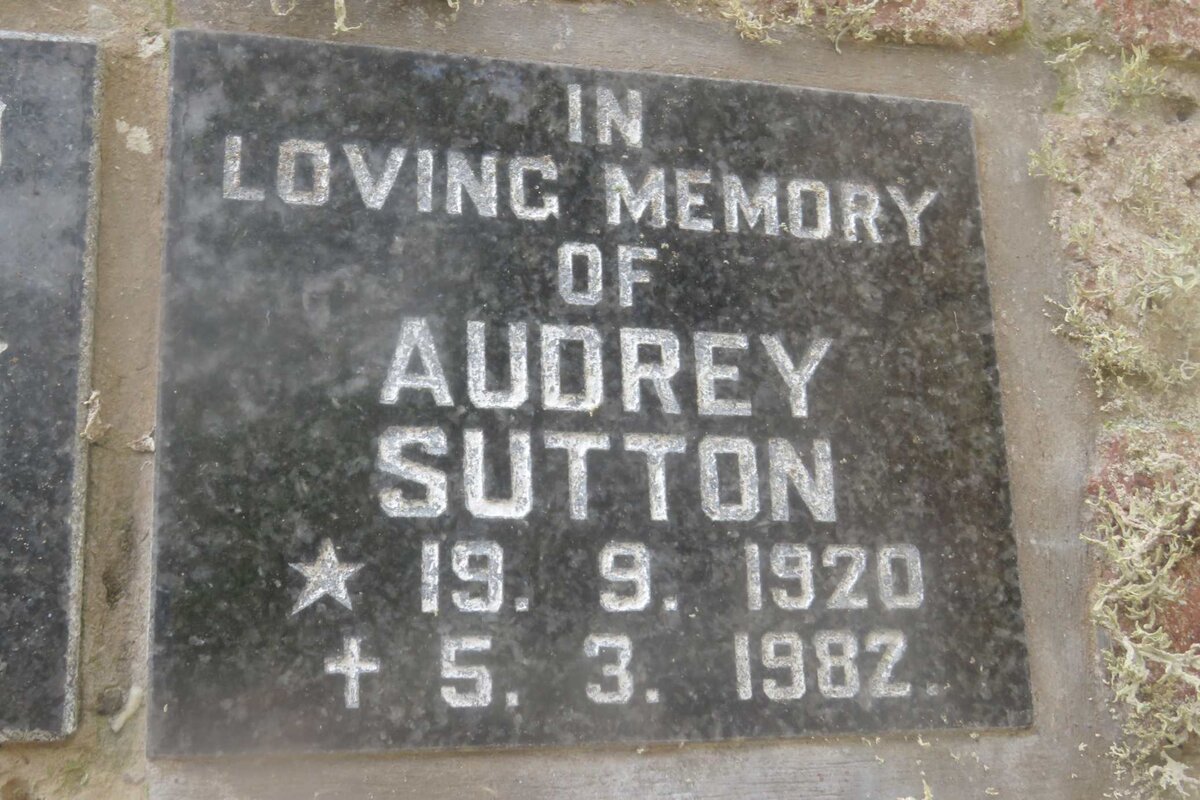 IN
LOVING MEMORY
OF
AUDREY
SUTTON
★ 19. 9. 1920
✝ 5. 3. 1982.